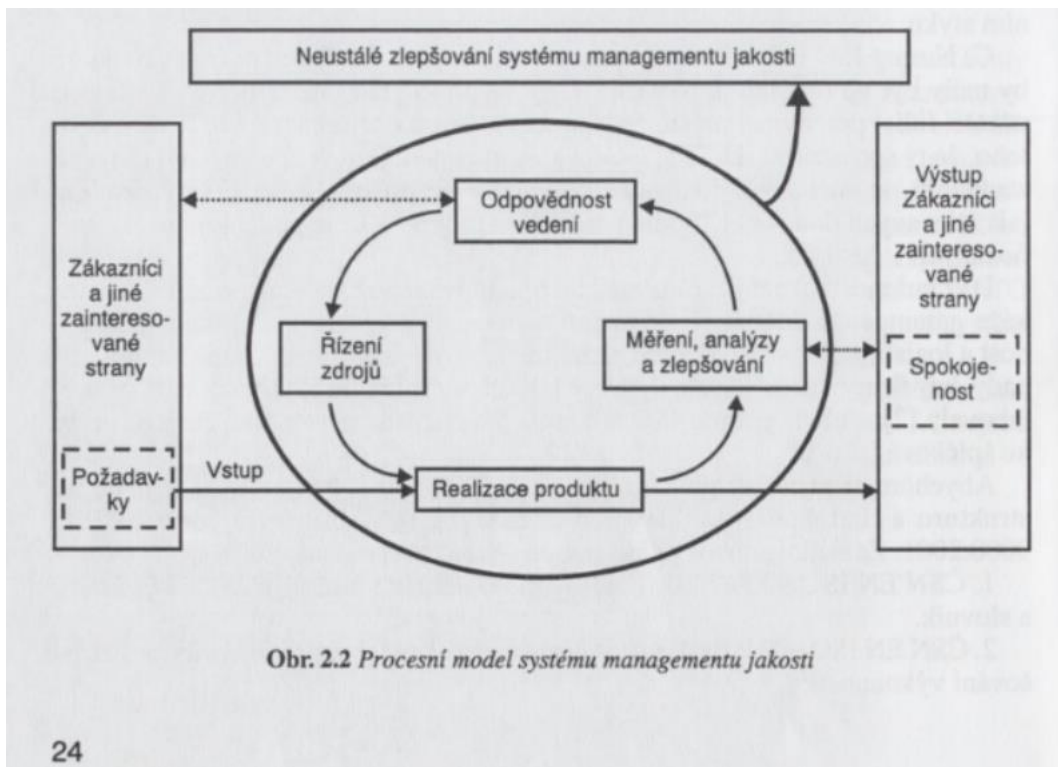 Neustálé zlepšování systému managementu jakosti
Zákazníci
a jiné
zaintereso-
vané
strany
Požadav-
ky
Vstup
Odpovědnost
vedení
Řízení
zdrojů
Měření, analýzy
a zlepšování
Realizace produktu
Výstup
Zákazníci
a jiné
zaintereso-
vané
strany
Spokoje-
nost
Obr. 2.2 Procesní model systému managementu jakosti
24